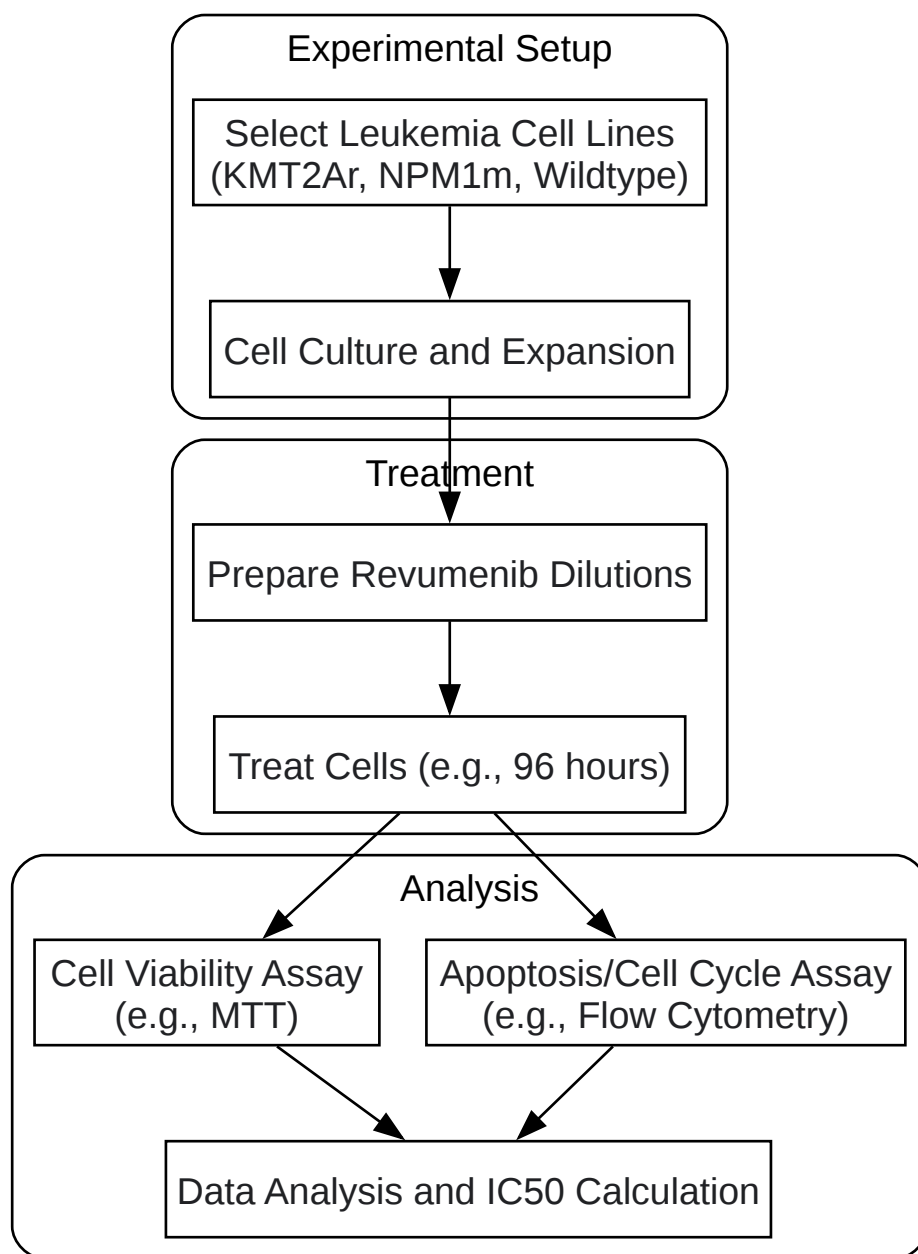 Experimental Setup
Select Leukemia Cell Lines
(KMT2Ar, NPM1m, Wildtype)
Cell Culture and Expansion
Treatment
Prepare Revumenib Dilutions
Treat Cells (e.g., 96 hours)
Analysis
Cell Viability Assay
(e.g., MTT)
Apoptosis/Cell Cycle Assay
(e.g., Flow Cytometry)
Data Analysis and IC50 Calculation